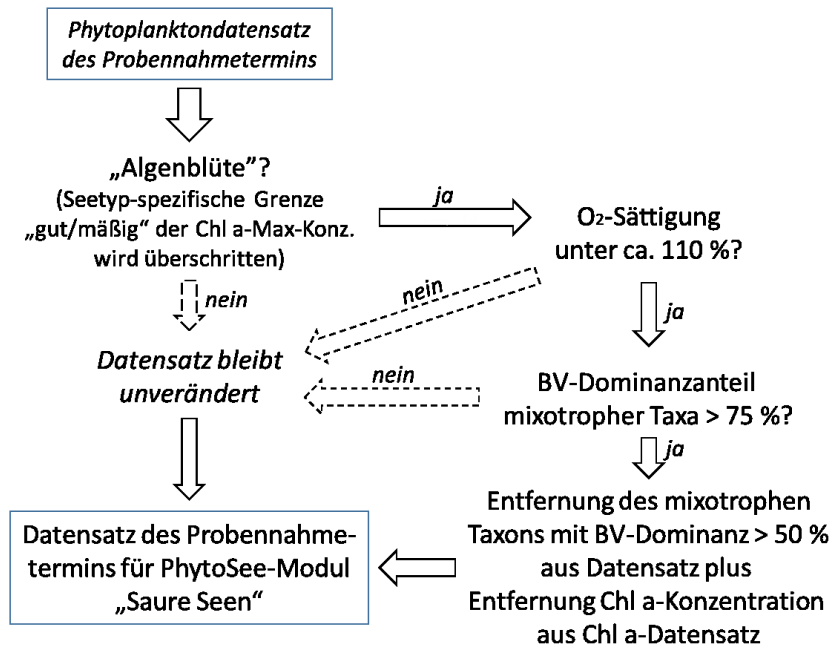 Phytoplanktondatensatz
des Probennahmetermins
„Algenblüte”?
(Seetyp-spezifische Grenze
„gut/mäßig“ der Chl a-Max-Konz.
wird überschritten)
ja
O2-Sättigung
unter ca. 110 %?
nein
nein
ja
Datensatz bleibt
unverändert
nein
BV-Dominanzanteil
mixotropher Taxa > 75 %?
ja
Entfernung des mixotrophen
Taxons mit BV-Dominanz > 50 %
aus Datensatz plus
Entfernung Chl a-Konzentration
aus Chl a-Datensatz
Datensatz des Probennahme-
termins für PhytoSee-Modul
„Saure Seen“